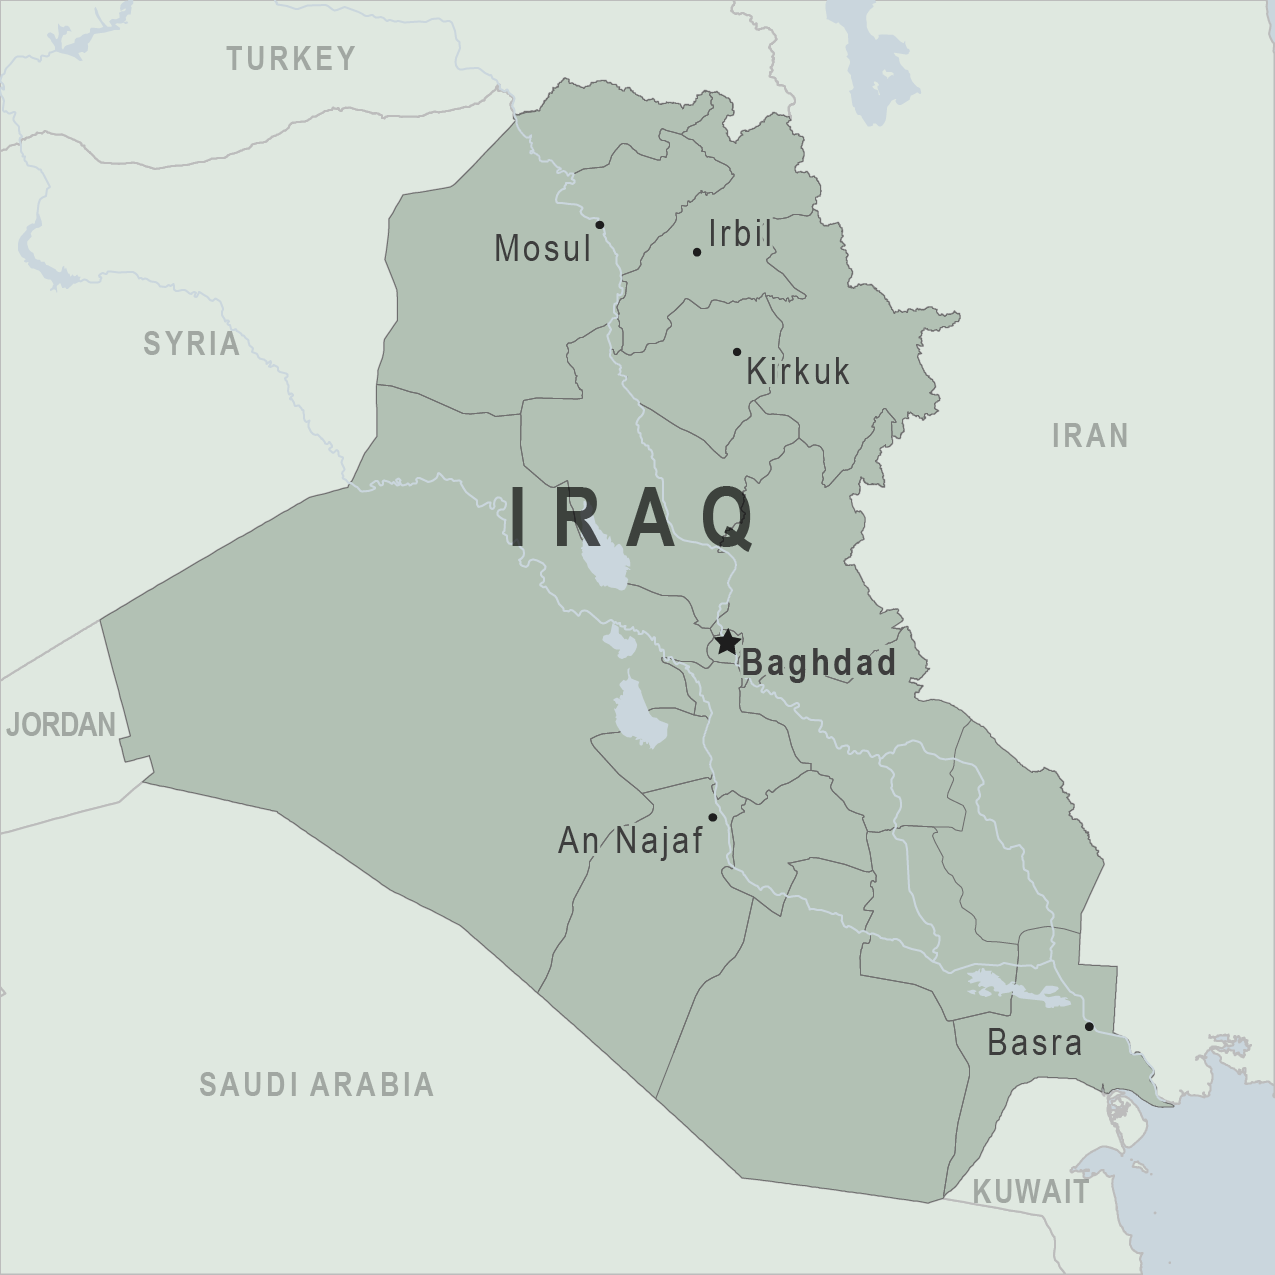 TURKEY
Mosul
Irbil
SYRIA
Kirkuk
IRAN
IRAQ
Baghdad
JORDAN
An Najaf
Basra
SAUDI ARABIA
KUWAIT